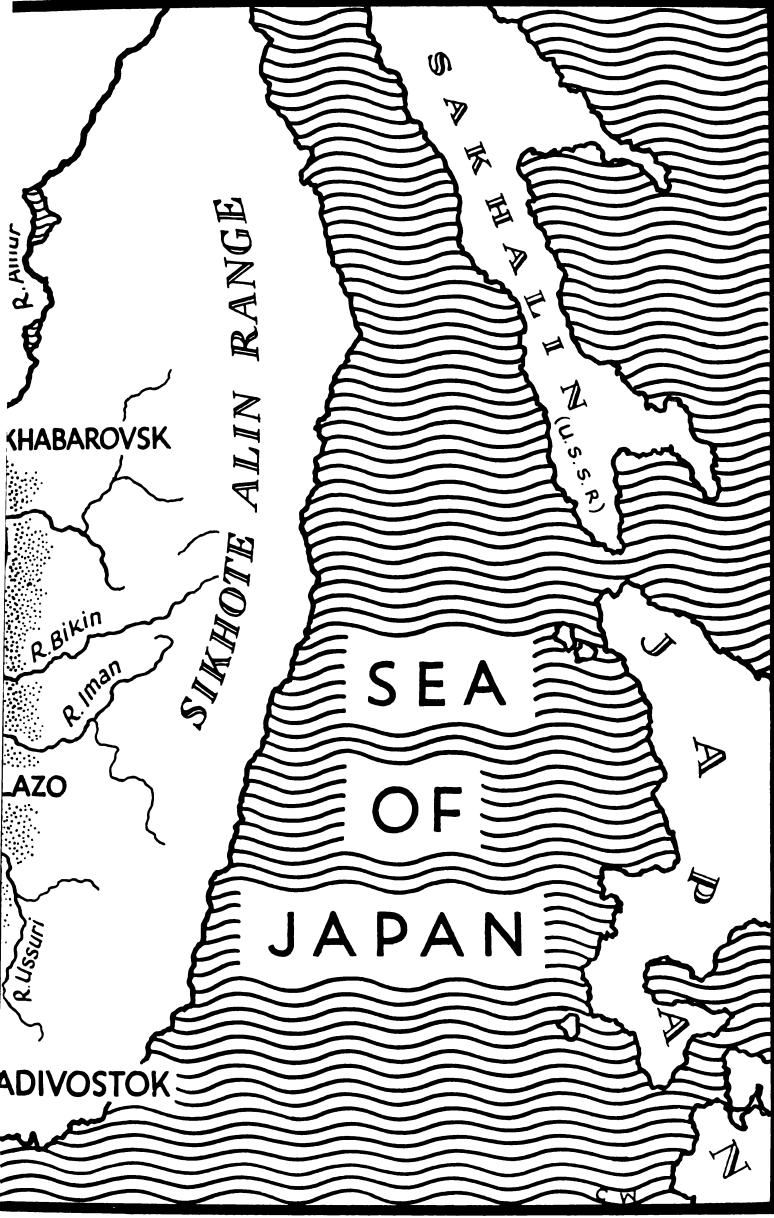 SAKHALIN
(U.S.S.R)
R. Amur
SIKHOTE ALIN RANGE
KHABAROVSK
R. Bikin
R. Iman
SEA
OF
JAPAN
JAPAN
LAZO
R. Ussuri
ADIVOSTOK
C W